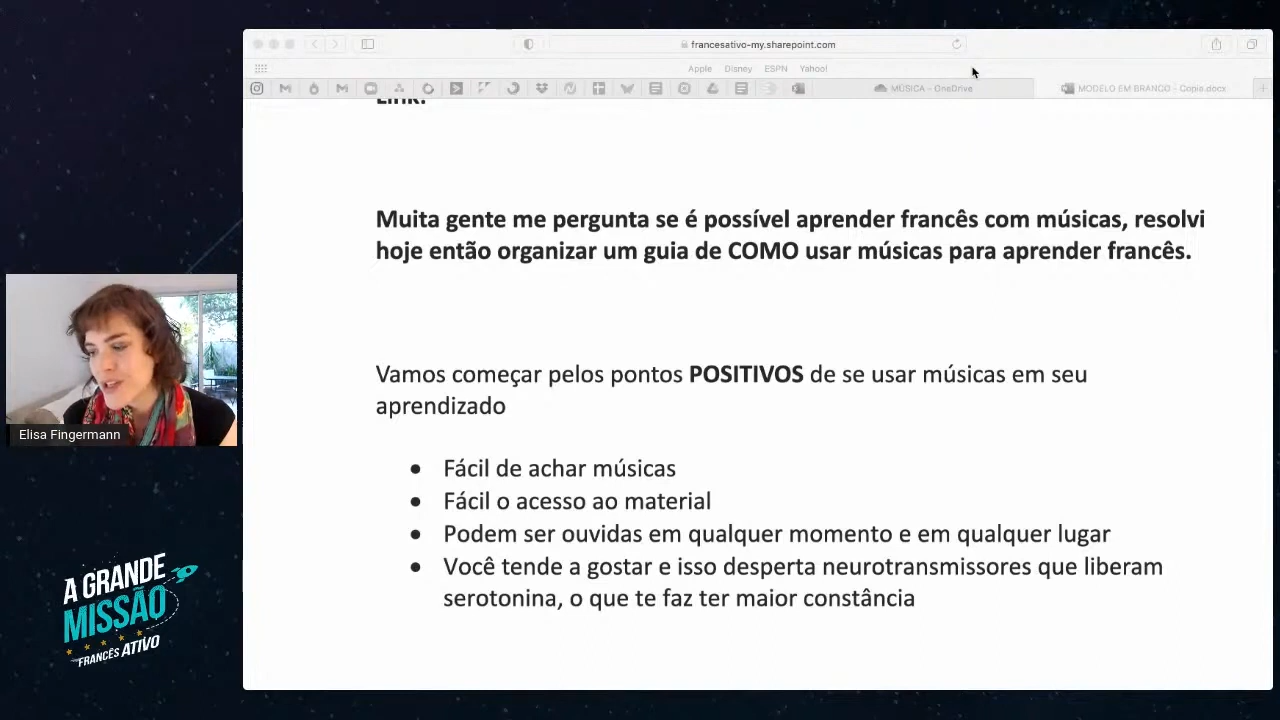 francesativo-my.sharepoint.com
Apple Disney ESPN Yahoo!
MÚSICA - OneDrive
MODELO EM BRANCO - Copia.docx
Link:
Muita gente me pergunta se é possível aprender francês com músicas, resolvi
hoje então organizar um guia de COMO usar músicas para aprender francês.
Vamos começar pelos pontos POSITIVOS de se usar músicas em seu
aprendizado
• Fácil de achar músicas
• Fácil o acesso ao material
• Podem ser ouvidas em qualquer momento e em qualquer lugar
• Você tende a gostar e isso desperta neurotransmissores que liberam
serotonina, o que te faz ter maior constância
Elisa Fingermann
A GRANDE
MISSÃO
FRANCÊS ATIVO